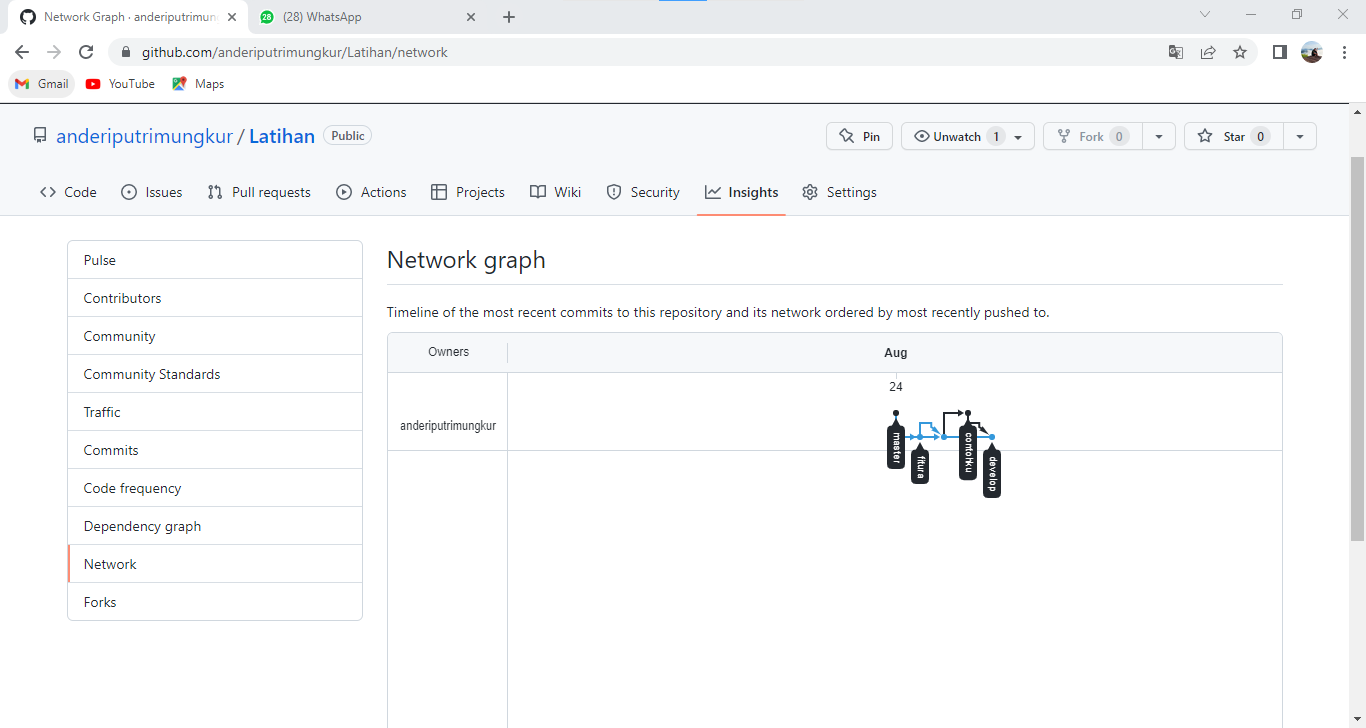 Network Graph · anderiputrimung
28 (28) WhatsApp
github.com/anderiputrimungkur/Latihan/network
Gmail YouTube Maps
anderiputrimungkur / Latihan Public
Pin Unwatch 1 Fork 0 Star 0
Code Issues Pull requests Actions Projects Wiki Security Insights Settings
Pulse
Contributors
Community
Community Standards
Traffic
Commits
Code frequency
Dependency graph
Network
Forks
Network graph
Timeline of the most recent commits to this repository and its network ordered by most recently pushed to.
Owners Aug
24
anderiputrimungkur
master
fitura
contohku
develop